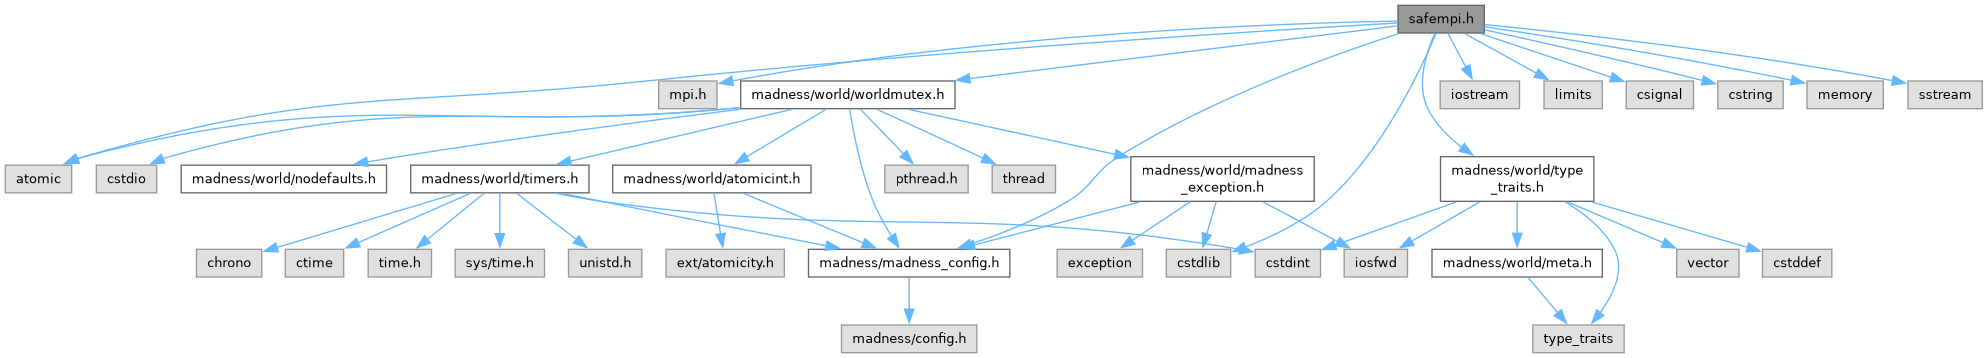 safempi.h
mpi.h
madness/world/worldmutex.h
iostream
limits
csignal
cstring
memory
sstream
atomic
cstdio
madness/world/nodefaults.h
madness/world/timers.h
madness/world/atomicint.h
pthread.h
thread
madness/world/madness
_exception.h
madness/world/type
_traits.h
chrono
ctime
time.h
sys/time.h
unistd.h
ext/atomicity.h
madness/madness_config.h
exception
cstdlib
cstdint
iosfwd
madness/world/meta.h
vector
cstddef
madness/config.h
type_traits